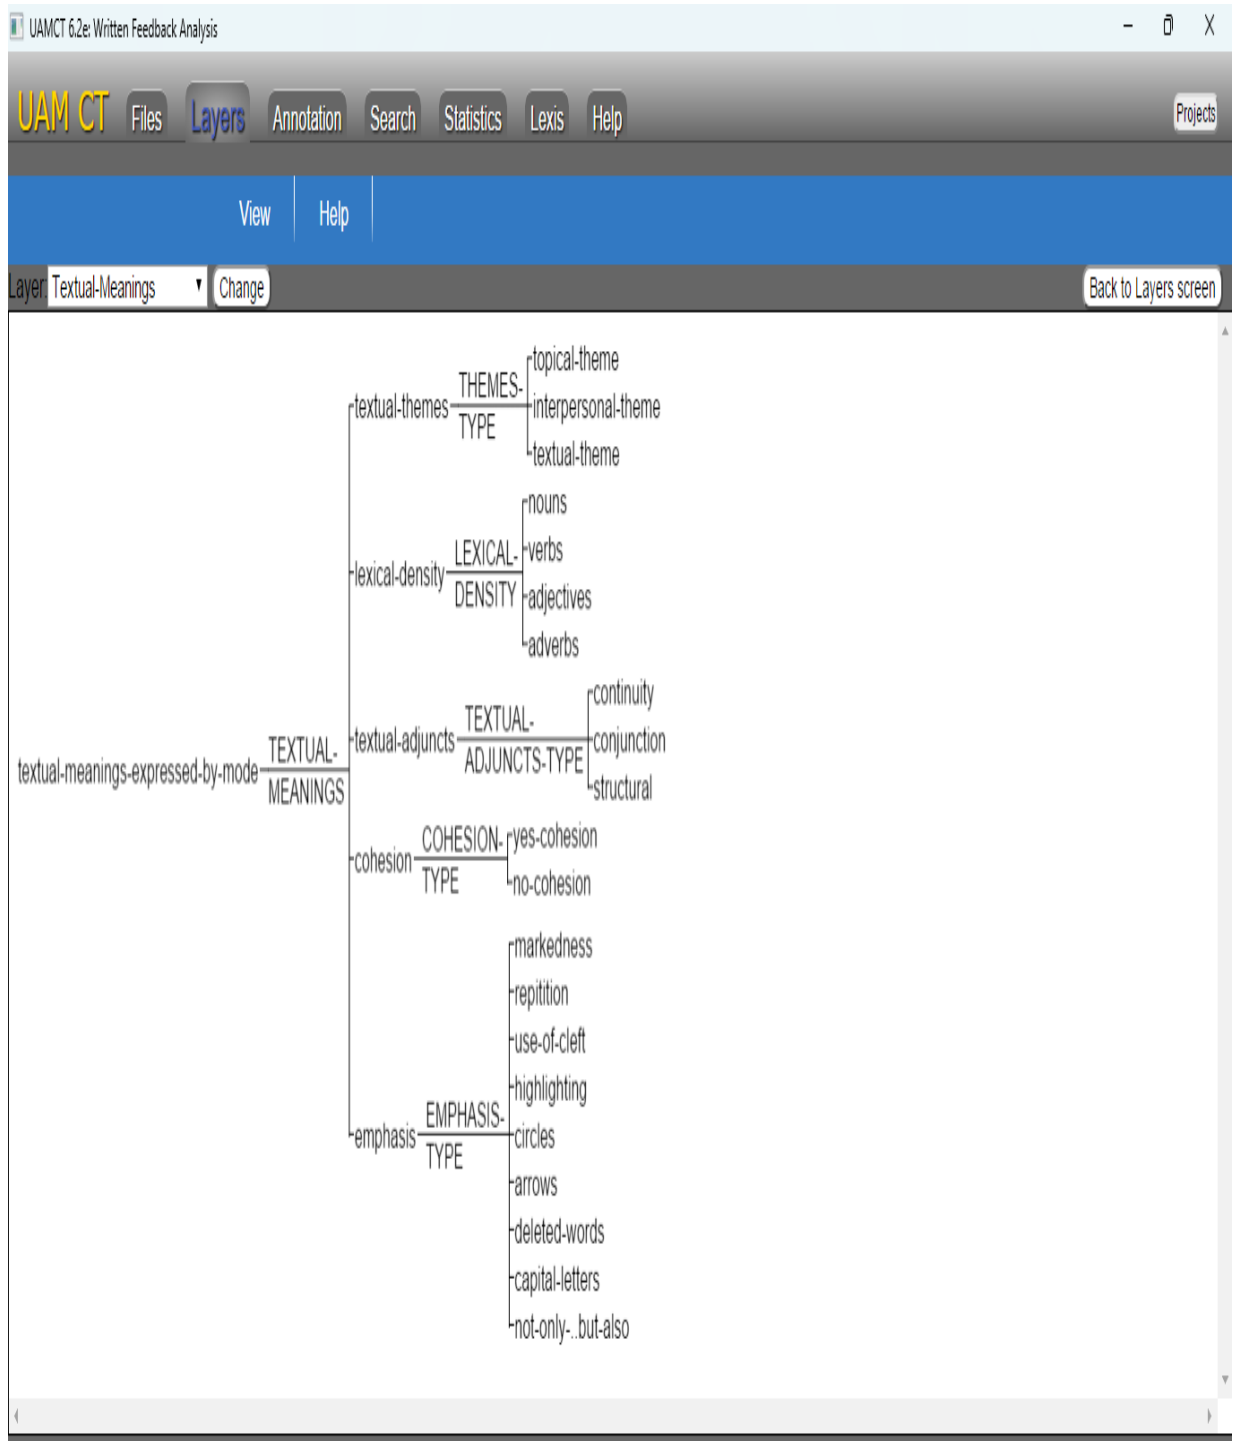 UAMCT 6.2e: Written Feedback Analysis
UAM CT Files Layers Annotation Search Statistics Lexis Help Projects
View Help
Layer: Textual-Meanings Change Back to Layers screen
textual-meanings-expressed-by-mode
TEXTUAL-
MEANINGS
textual-themes
THEMES-
TYPE
topical-theme
interpersonal-theme
textual-theme
lexical-density
LEXICAL-
DENSITY
nouns
verbs
adjectives
adverbs
textual-adjuncts
TEXTUAL-
ADJUNCTS-TYPE
continuity
conjunction
structural
cohesion
COHESION-
TYPE
yes-cohesion
no-cohesion
emphasis
EMPHASIS-
TYPE
markedness
repitition
use-of-cleft
highlighting
circles
arrows
deleted-words
capital-letters
not-only-..but-also